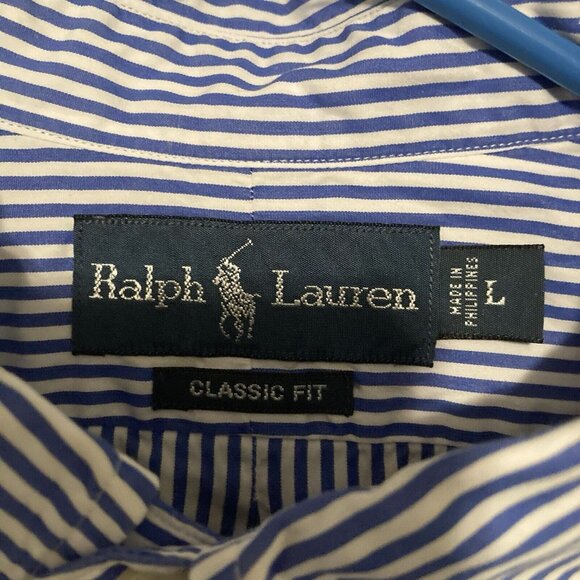 Ralph Lauren
MADE IN
PHILIPPINES
L
CLASSIC FIT